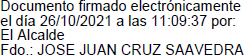 Documento firmado electrónicamente
el día 26/10/2021 a las 11:09:37 por:
El Alcalde
Fdo.: JOSE JUAN CRUZ SAAVEDRA